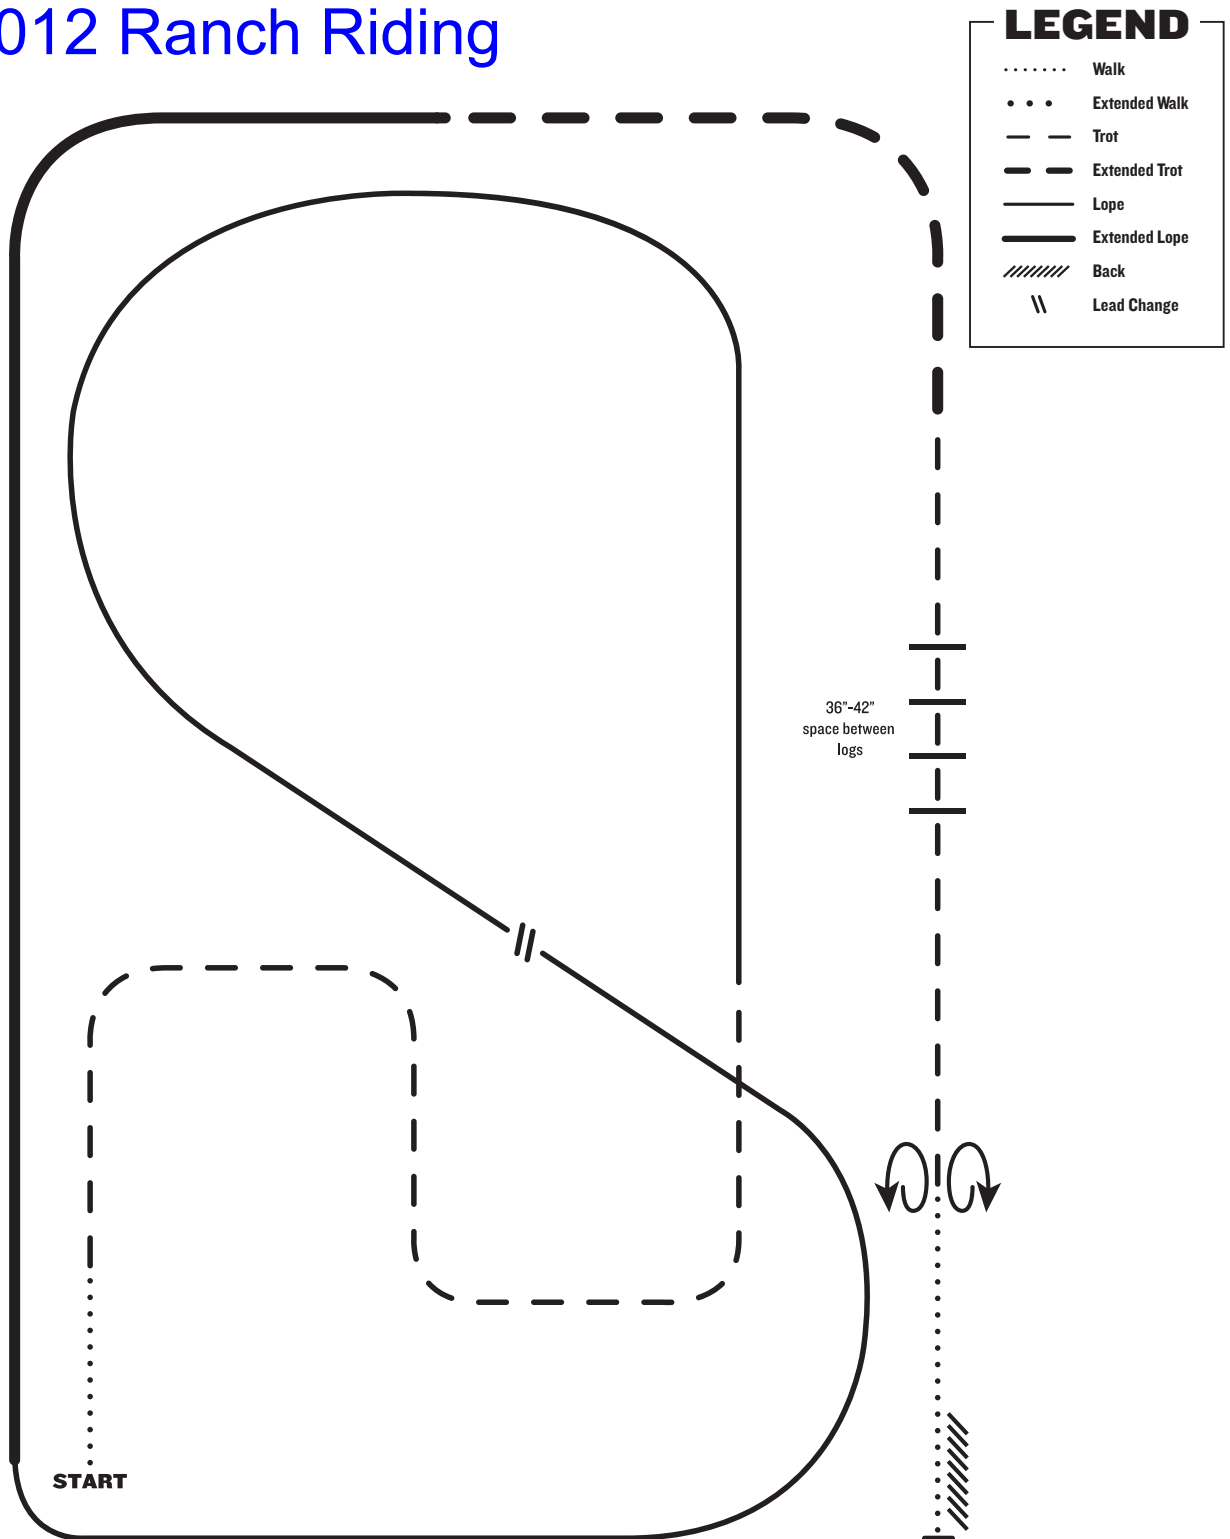 012 Ranch Riding
LEGEND
Walk
Extended Walk
Trot
Extended Trot
Lope
Extended Lope
Back
Lead Change
36”-42”
space between
logs
START